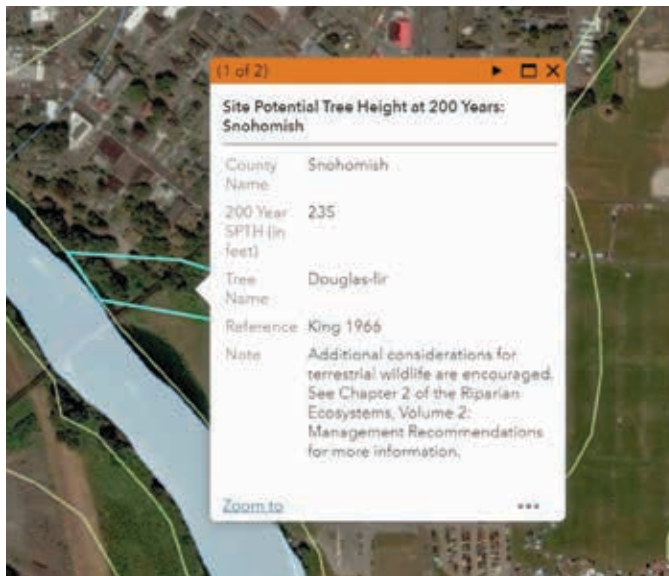 (1 of 2)
Site Potential Tree Height at 200 Years:
Snohomish
County Name Snohomish
200 Year SPTH (in feet) 235
Tree Name Douglas-fir
Reference King 1966
Note Additional considerations for
terrestrial wildlife are encouraged.
See Chapter 2 of the Riparian
Ecosystems, Volume 2:
Management Recommendations
for more information.
Zoom to